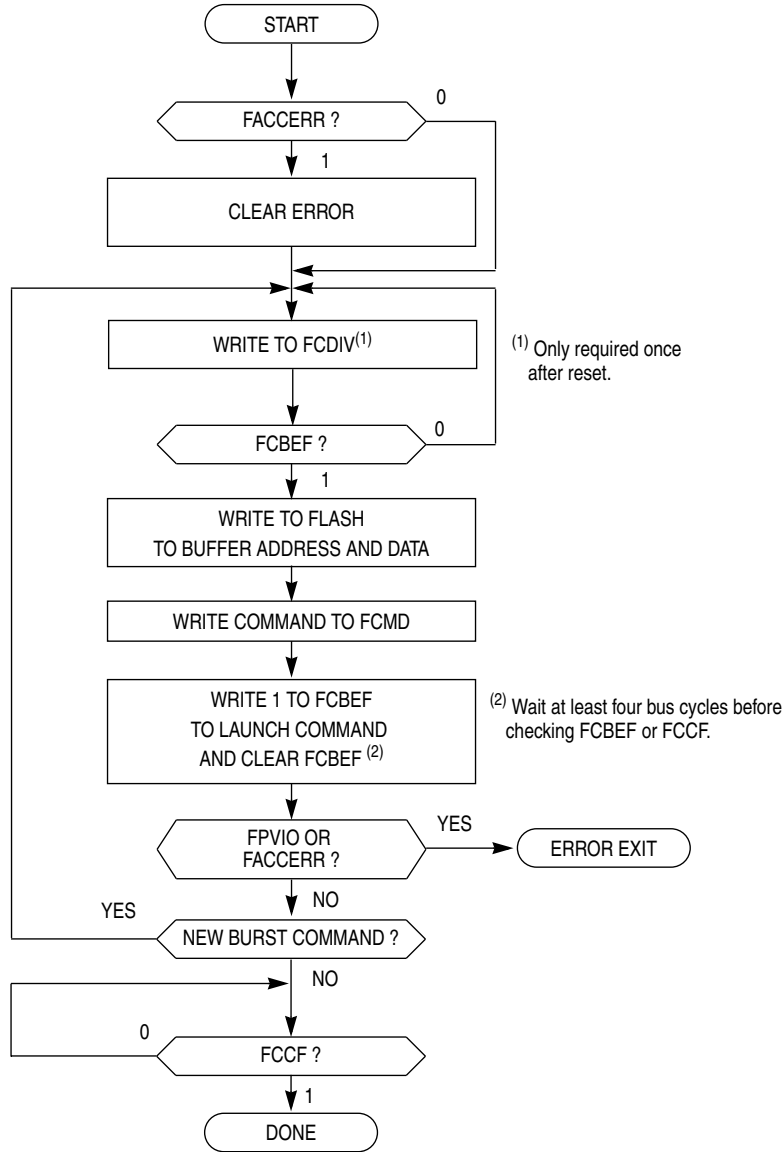 START
FACCERR ?
0
1
CLEAR ERROR
WRITE TO FCDIV(1)
(1) Only required once
after reset.
FCBEF ?
0
1
WRITE TO FLASH
TO BUFFER ADDRESS AND DATA
WRITE COMMAND TO FCMD
WRITE 1 TO FCBEF
TO LAUNCH COMMAND
AND CLEAR FCBEF (2)
(2) Wait at least four bus cycles before
checking FCBEF or FCCF.
FPVIO OR
FACCERR ?
YES
ERROR EXIT
NO
YES
NEW BURST COMMAND ?
NO
0
FCCF ?
1
DONE